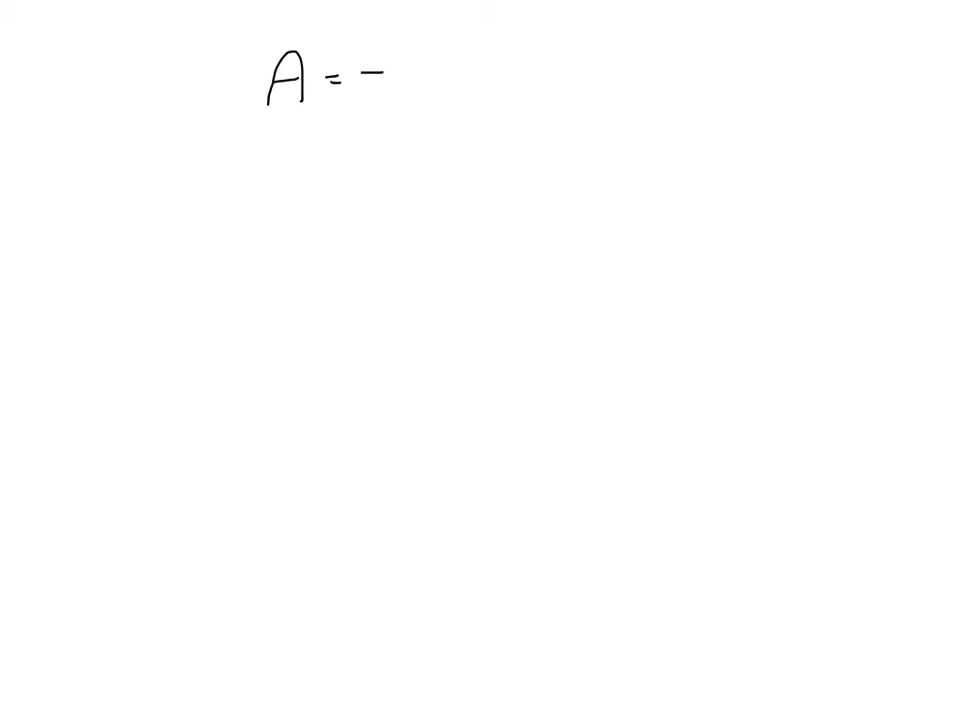 A = -